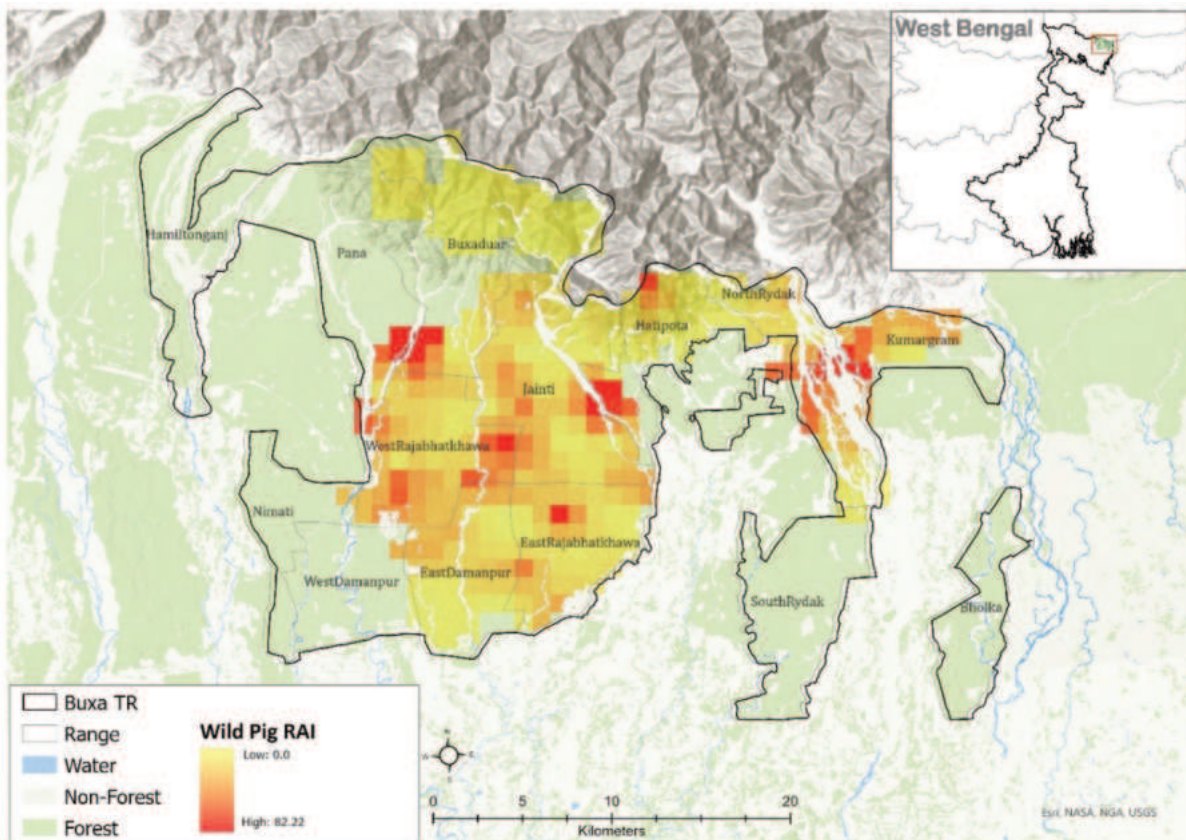 West Bengal
Hamiltonganj
Pana
Buxaduar
NorthRydak
Hatipota
Kumargram
Jainti
WestRajabhatkhawa
Nimati
EastRajabhatkhawa
WestDamanpur
EastDamanpur
SouthRydak
Bholka
Buxa TR
Range
Water
Non-Forest
Forest
Wild Pig RAI
Low: 0.0
High: 82.22
N
W
E
S
0 5 10 20
Kilometers
Esri, NASA, NGA, USGS